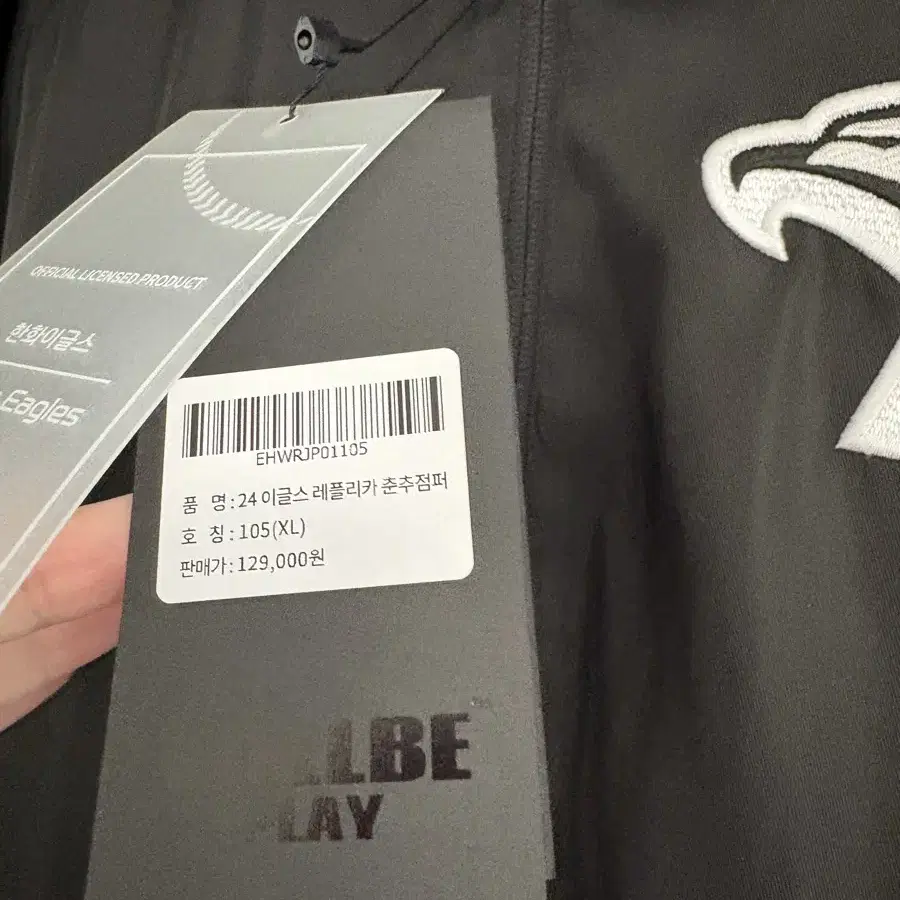 OFFICIAL LICENSED PRODUCT
한화이글스
Eagles
EHWRJP01105
품 명 : 24 이글스 레플리카 춘추점퍼
호 칭 : 105(XL)
판매가 : 129,000원
LLBE
LAY